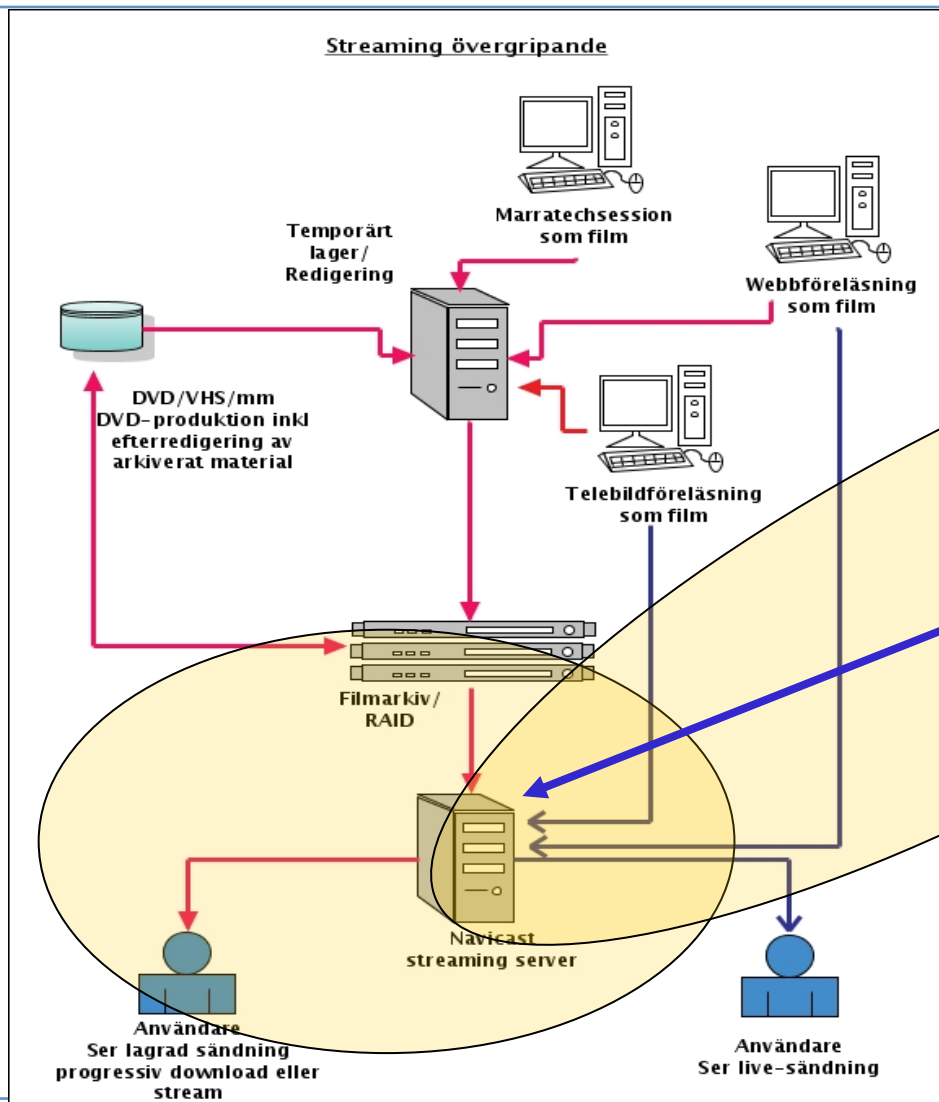 Streaming övergripande
Marratechsession
som film
Temporärt
lager/
Redigering
Webbföreläsning
som film
DVD/VHS/mm
DVD-produktion inkl
efterredigering av
arkiverat material
Telebildföreläsning
som film
Filmarkiv/
RAID
Navicast
streaming server
Användare
Ser lagrad sändning
progressiv download eller
stream
Användare
Ser live-sändning